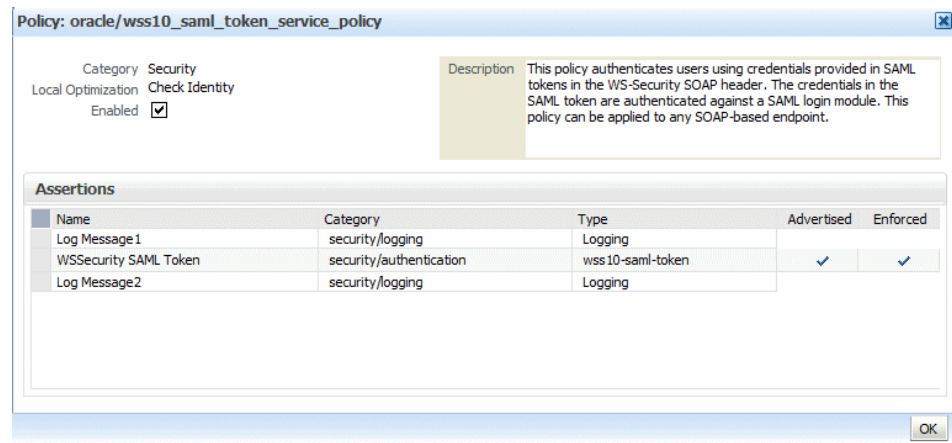 Policy: oracle/wss10_saml_token_service_policy
Category Security
Local Optimization Check Identity
Enabled
Description This policy authenticates users using credentials provided in SAML
tokens in the WS-Security SOAP header. The credentials in the
SAML token are authenticated against a SAML login module. This
policy can be applied to any SOAP-based endpoint.
Assertions
Name Category Type Advertised Enforced
Log Message1 security/logging Logging
WSSecurity SAML Token security/authentication wss10-saml-token
Log Message2 security/logging Logging
OK